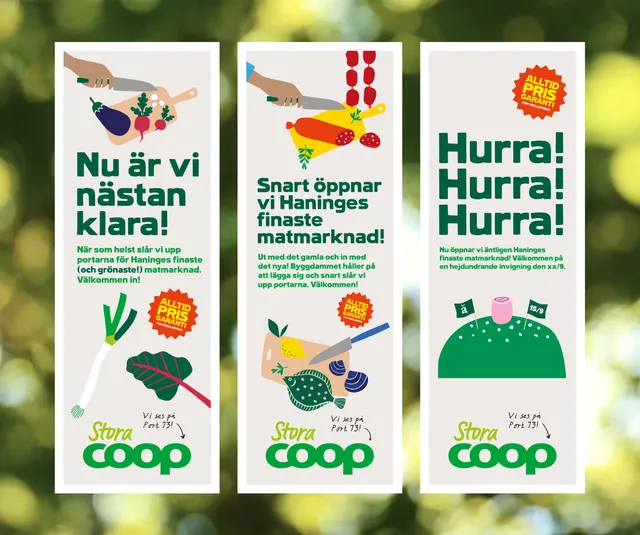 Nu är vi
nästan
klara!
När som helst slår vi upp
portarna för Haninges finaste
(och grönaste!) matmarknad.
Välkommen in!
ALLTID
PRIS
GARANTI
Vi ses på
Port 73!
Stora
coop
Snart öppnar
vi Haninges
finaste
matmarknad!
Ut med det gamla och in med
det nya! Byggdammet håller på
att lägga sig och snart slår vi
upp portarna. Välkommen!
ALLTID
PRIS
GARANTI
Vi ses på
Port 73!
Stora
coop
ALLTID
PRIS
GARANTI
Hurra!
Hurra!
Hurra!
Nu öppnar vi äntligen Haninges
finaste matmarknad! Välkommen på
en hejdundrande invigning den xx/9.
ä
15/9
Vi ses på
Port 73!
Stora
coop